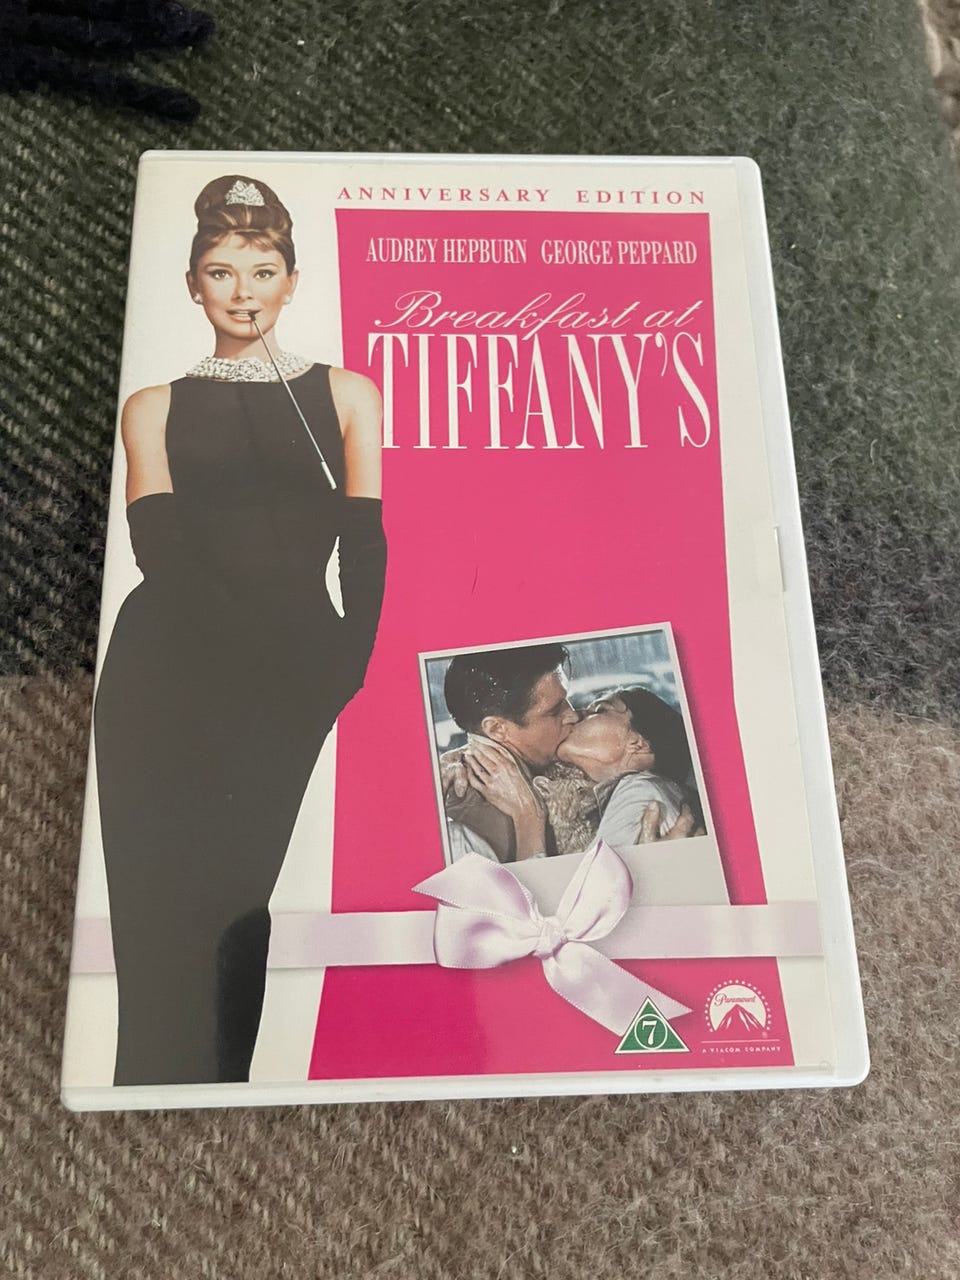 ANNIVERSARY EDITION
AUDREY HEPBURN GEORGE PEPPARD
Breakfast at
TIFFANY'S
7
Paramount
A VIACOM COMPANY